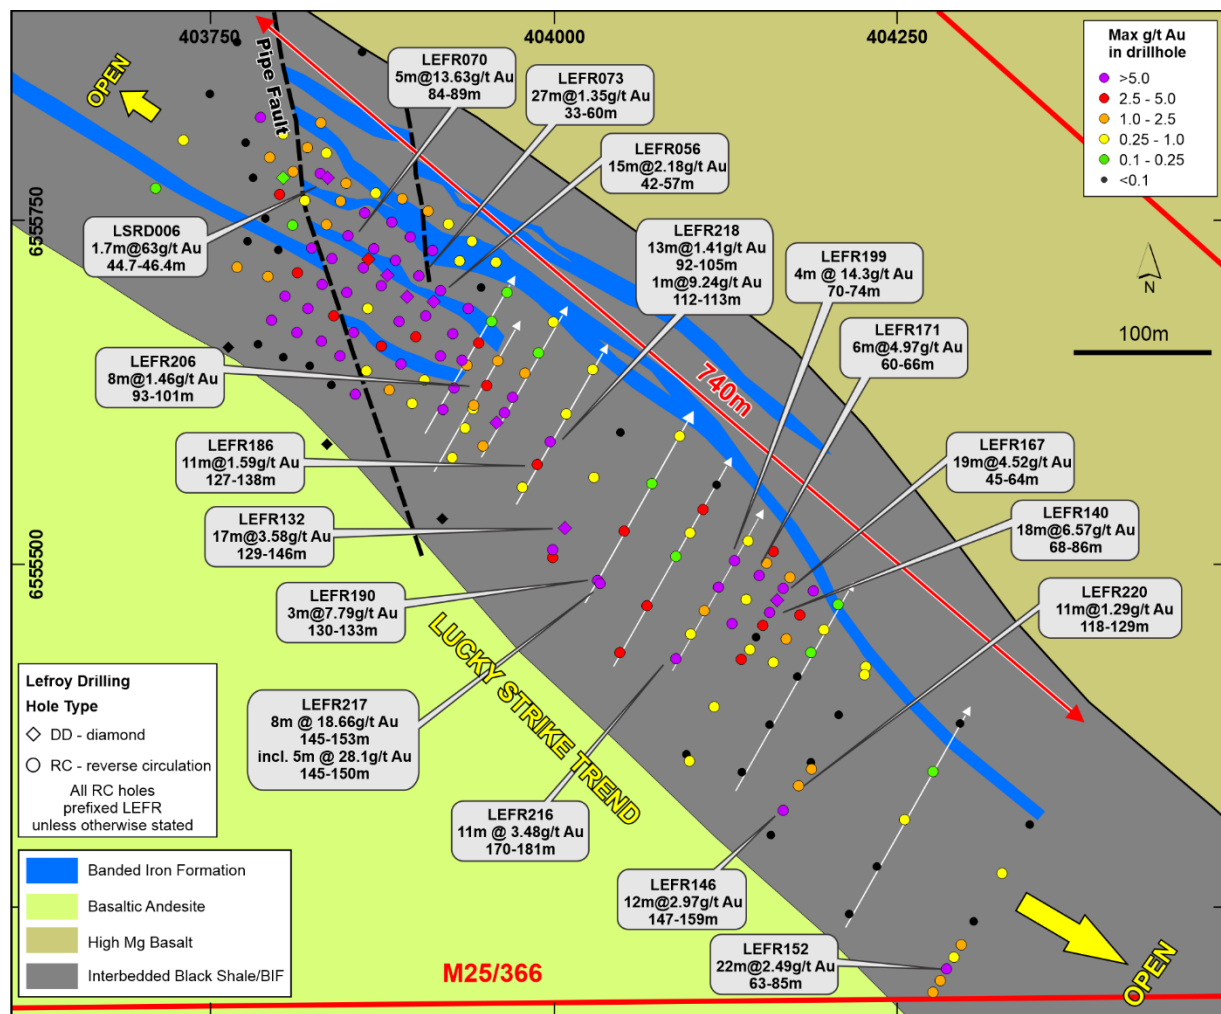 403750
404000
404250
6555750
6555500
OPEN
Pipe Fault
LEFR070
5m@13.63g/t Au
84-89m
LEFR073
27m@1.35g/t Au
33-60m
LEFR056
15m@2.18g/t Au
42-57m
LSRD006
1.7m@63g/t Au
44.7-46.4m
LEFR218
13m@1.41g/t Au
92-105m
1m@9.24g/t Au
112-113m
LEFR199
4m @ 14.3g/t Au
70-74m
LEFR171
6m@4.97g/t Au
60-66m
Max g/t Au
in drillhole
>5.0
2.5 - 5.0
1.0 - 2.5
0.25 - 1.0
0.1 - 0.25
<0.1
N
100m
740m
LEFR206
8m@1.46g/t Au
93-101m
LEFR186
11m@1.59g/t Au
127-138m
LEFR132
17m@3.58g/t Au
129-146m
LEFR190
3m@7.79g/t Au
130-133m
LEFR167
19m@4.52g/t Au
45-64m
LEFR140
18m@6.57g/t Au
68-86m
LEFR220
11m@1.29g/t Au
118-129m
LEFR217
8m @ 18.66g/t Au
145-153m
incl. 5m @ 28.1g/t Au
145-150m
LUCKY STRIKE TREND
LEFR216
11m @ 3.48g/t Au
170-181m
LEFR146
12m@2.97g/t Au
147-159m
LEFR152
22m@2.49g/t Au
63-85m
OPEN
M25/366
Lefroy Drilling
Hole Type
DD - diamond
RC - reverse circulation
All RC holes
prefixed LEFR
unless otherwise stated
Banded Iron Formation
Basaltic Andesite
High Mg Basalt
Interbedded Black Shale/BIF